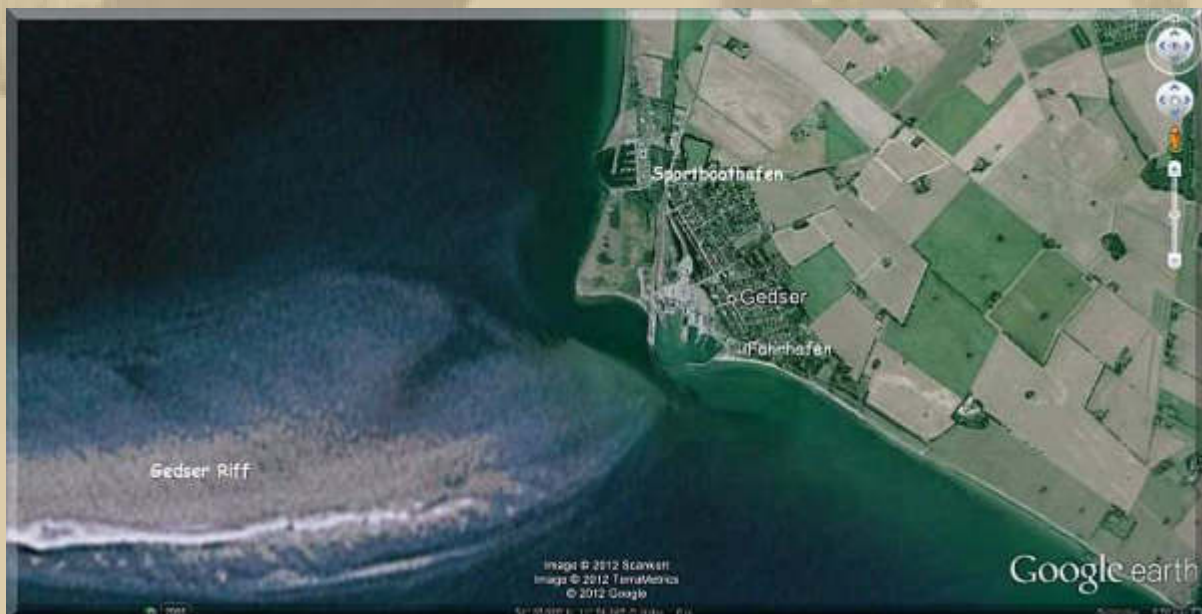 Sportboothafen
Gedser
Fährhafen
Gedser Riff
Image © 2012 Scankort
Image © 2012 TerraMetrics
© 2012 Google
Google earth